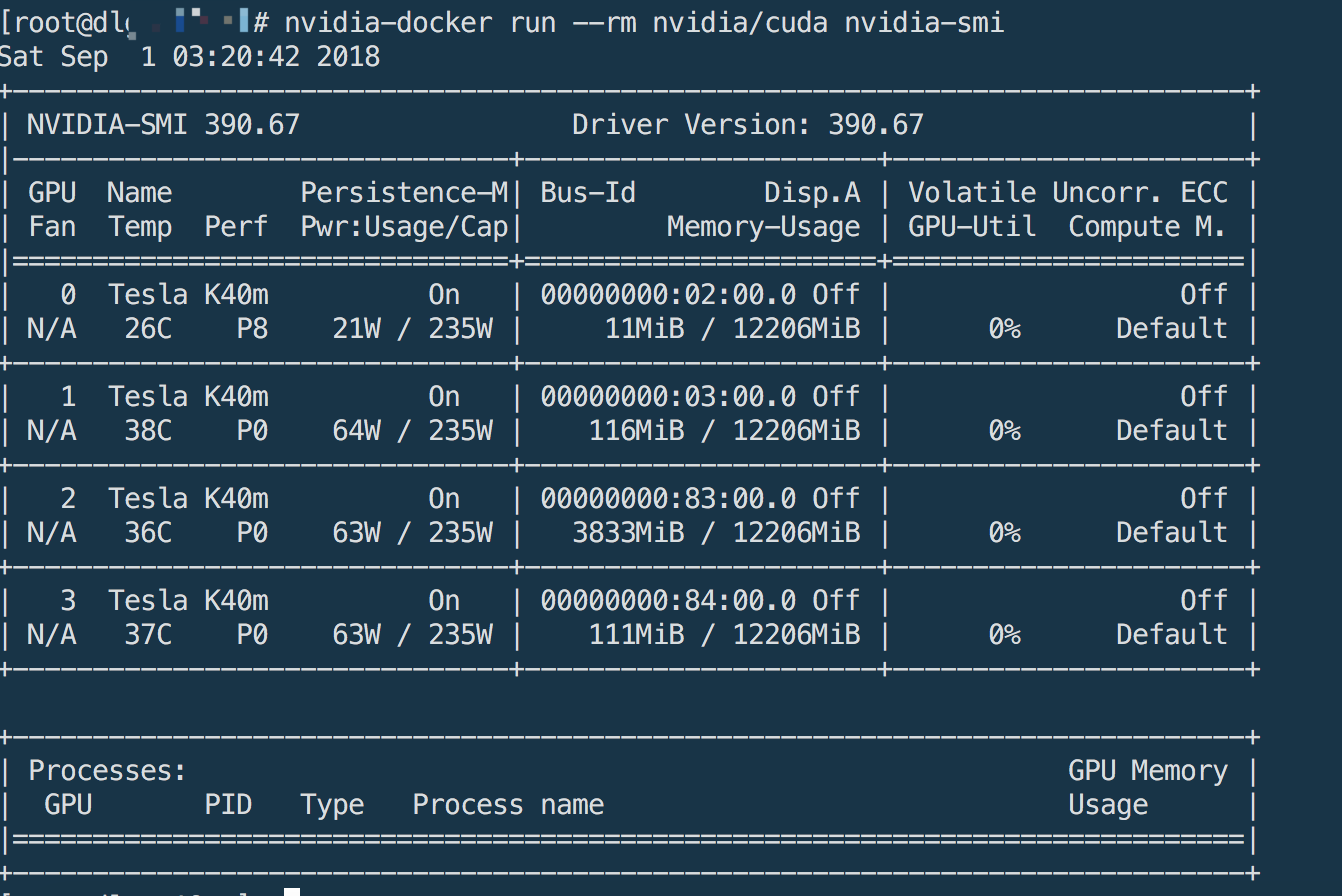 [root@dl # nvidia-docker run --rm nvidia/cuda nvidia-smi
Sat Sep  1 03:20:42 2018
+-----------------------------------------------------------------------------+
| NVIDIA-SMI 390.67                 Driver Version: 390.67                    |
|-------------------------------+----------------------+----------------------+
| GPU  Name        Persistence-M| Bus-Id        Disp.A | Volatile Uncorr. ECC |
| Fan  Temp  Perf  Pwr:Usage/Cap|         Memory-Usage | GPU-Util  Compute M. |
|===============================+======================+======================|
|   0  Tesla K40m          On   | 00000000:02:00.0 Off |                  Off |
| N/A   26C    P8    21W / 235W |     11MiB / 12206MiB |      0%      Default |
+-------------------------------+----------------------+----------------------+
|   1  Tesla K40m          On   | 00000000:03:00.0 Off |                  Off |
| N/A   38C    P0    64W / 235W |    116MiB / 12206MiB |      0%      Default |
+-------------------------------+----------------------+----------------------+
|   2  Tesla K40m          On   | 00000000:83:00.0 Off |                  Off |
| N/A   36C    P0    63W / 235W |   3833MiB / 12206MiB |      0%      Default |
+-------------------------------+----------------------+----------------------+
|   3  Tesla K40m          On   | 00000000:84:00.0 Off |                  Off |
| N/A   37C    P0    63W / 235W |    111MiB / 12206MiB |      0%      Default |
+-------------------------------+----------------------+----------------------+
+-----------------------------------------------------------------------------+
| Processes:                                                       GPU Memory |
|  GPU       PID   Type   Process name                             Usage      |
|=============================================================================|
+-----------------------------------------------------------------------------+